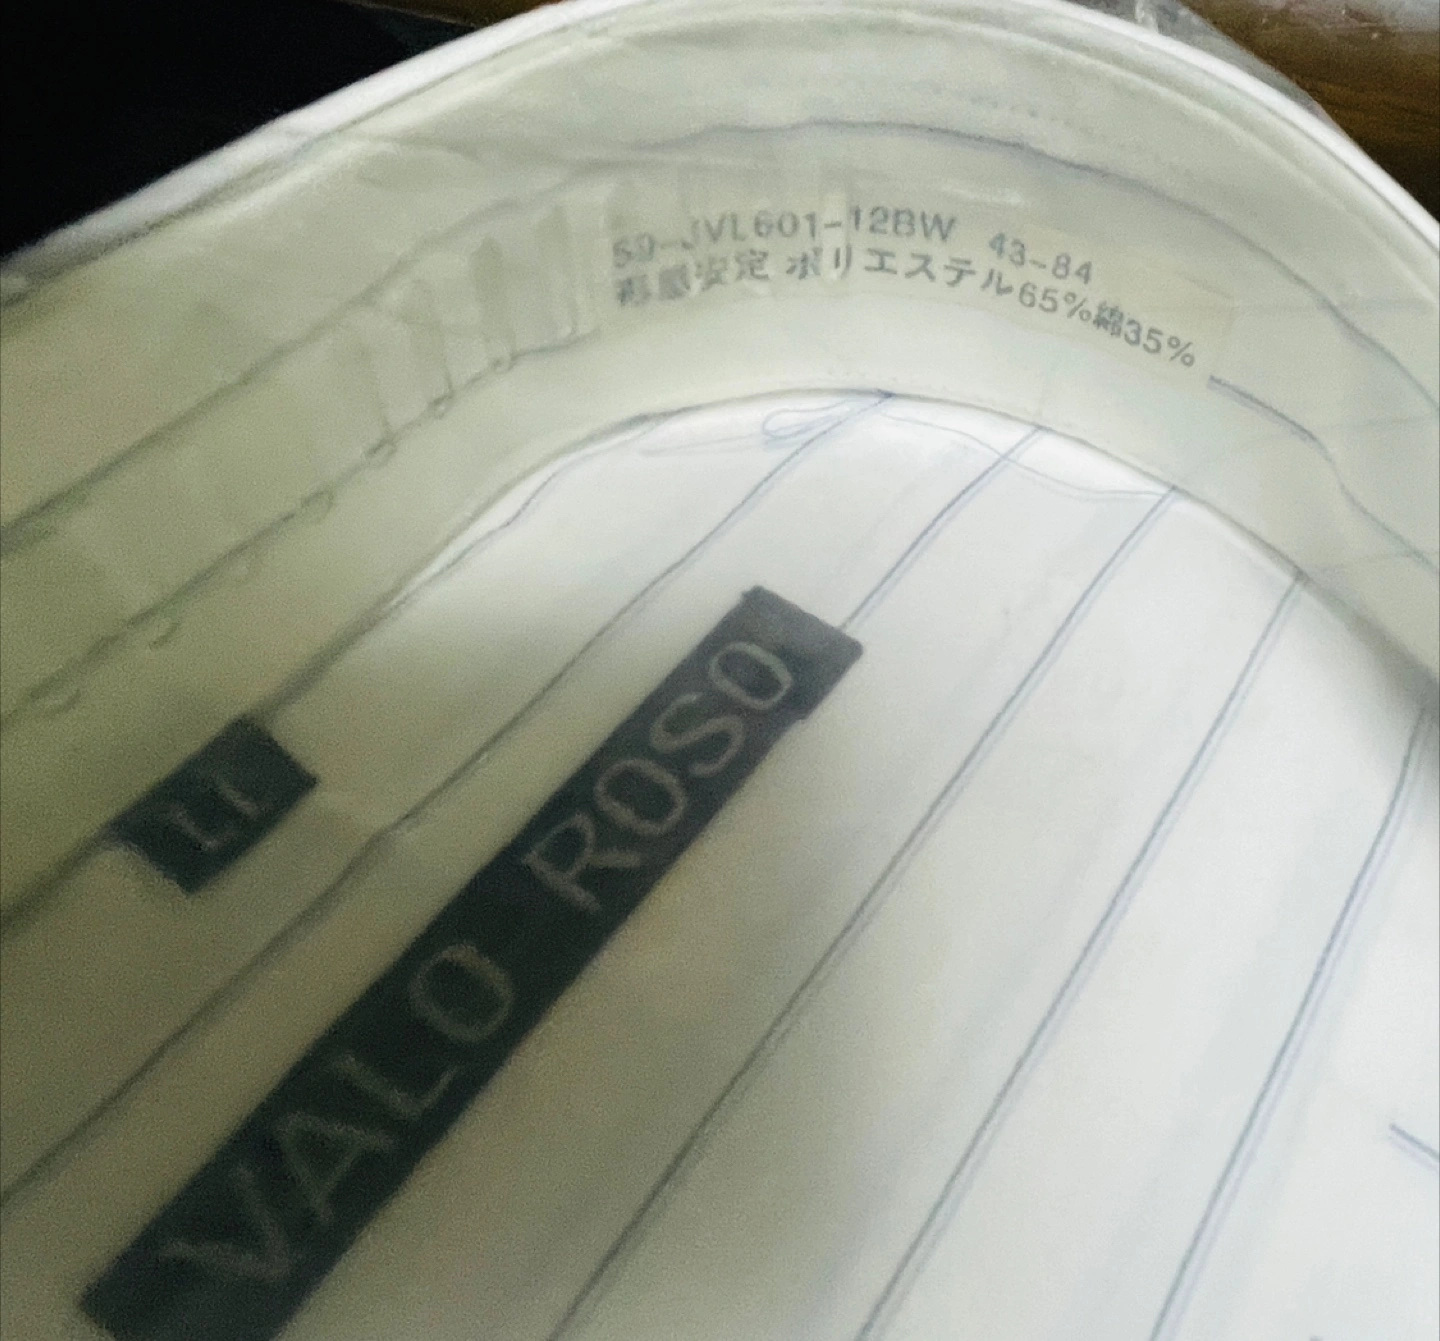 59-JVL601-12BW 43-84
形態安定 ポリエステル65%綿35%
LL
VALO ROSO